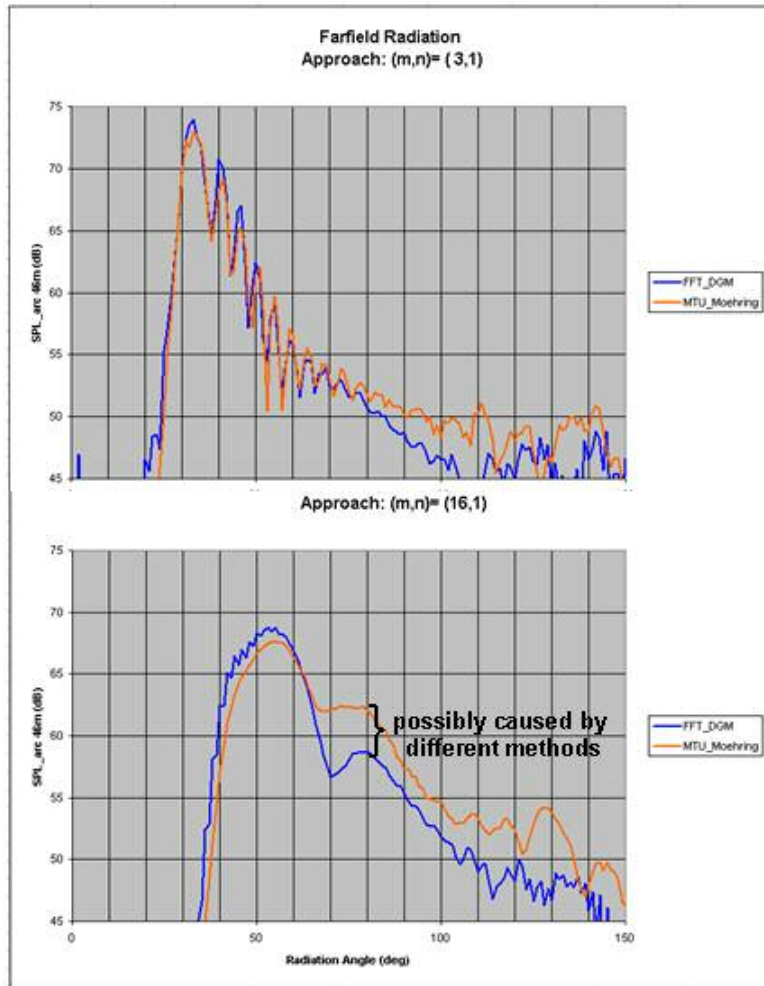 Farfield Radiation
Approach: (m,n)= ( 3,1)
75
70
65
60
55
50
45
SPL_arc 46m (dB)
FFT_DGM
MTU_Moehring
Approach: (m,n)= (16,1)
75
70
65
60
55
50
45
SPL_arc 46m (dB)
possibly caused by
different methods
FFT_DGM
MTU_Moehring
0
50
100
150
Radiation Angle (deg)